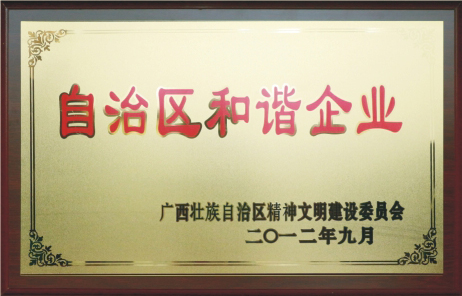 自治区和谐企业
广西壮族自治区精神文明建设委员会
二〇一二年九月